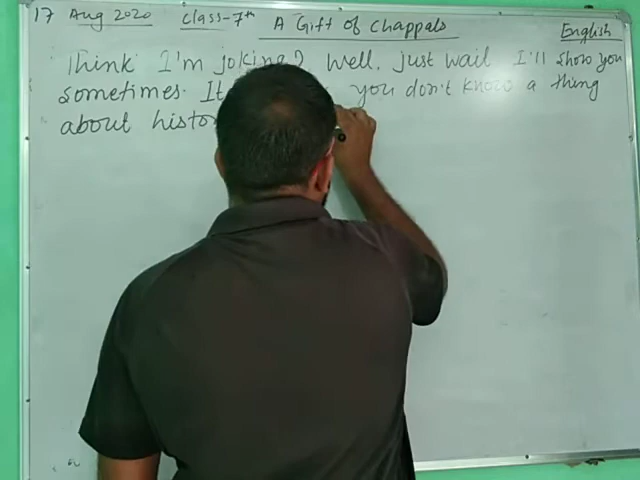 17 Aug 2020 Class-7th A Gift of Chappals English
Think I'm joking? Well, just wait I'll show you
sometimes. It you don't know a thing
about histo